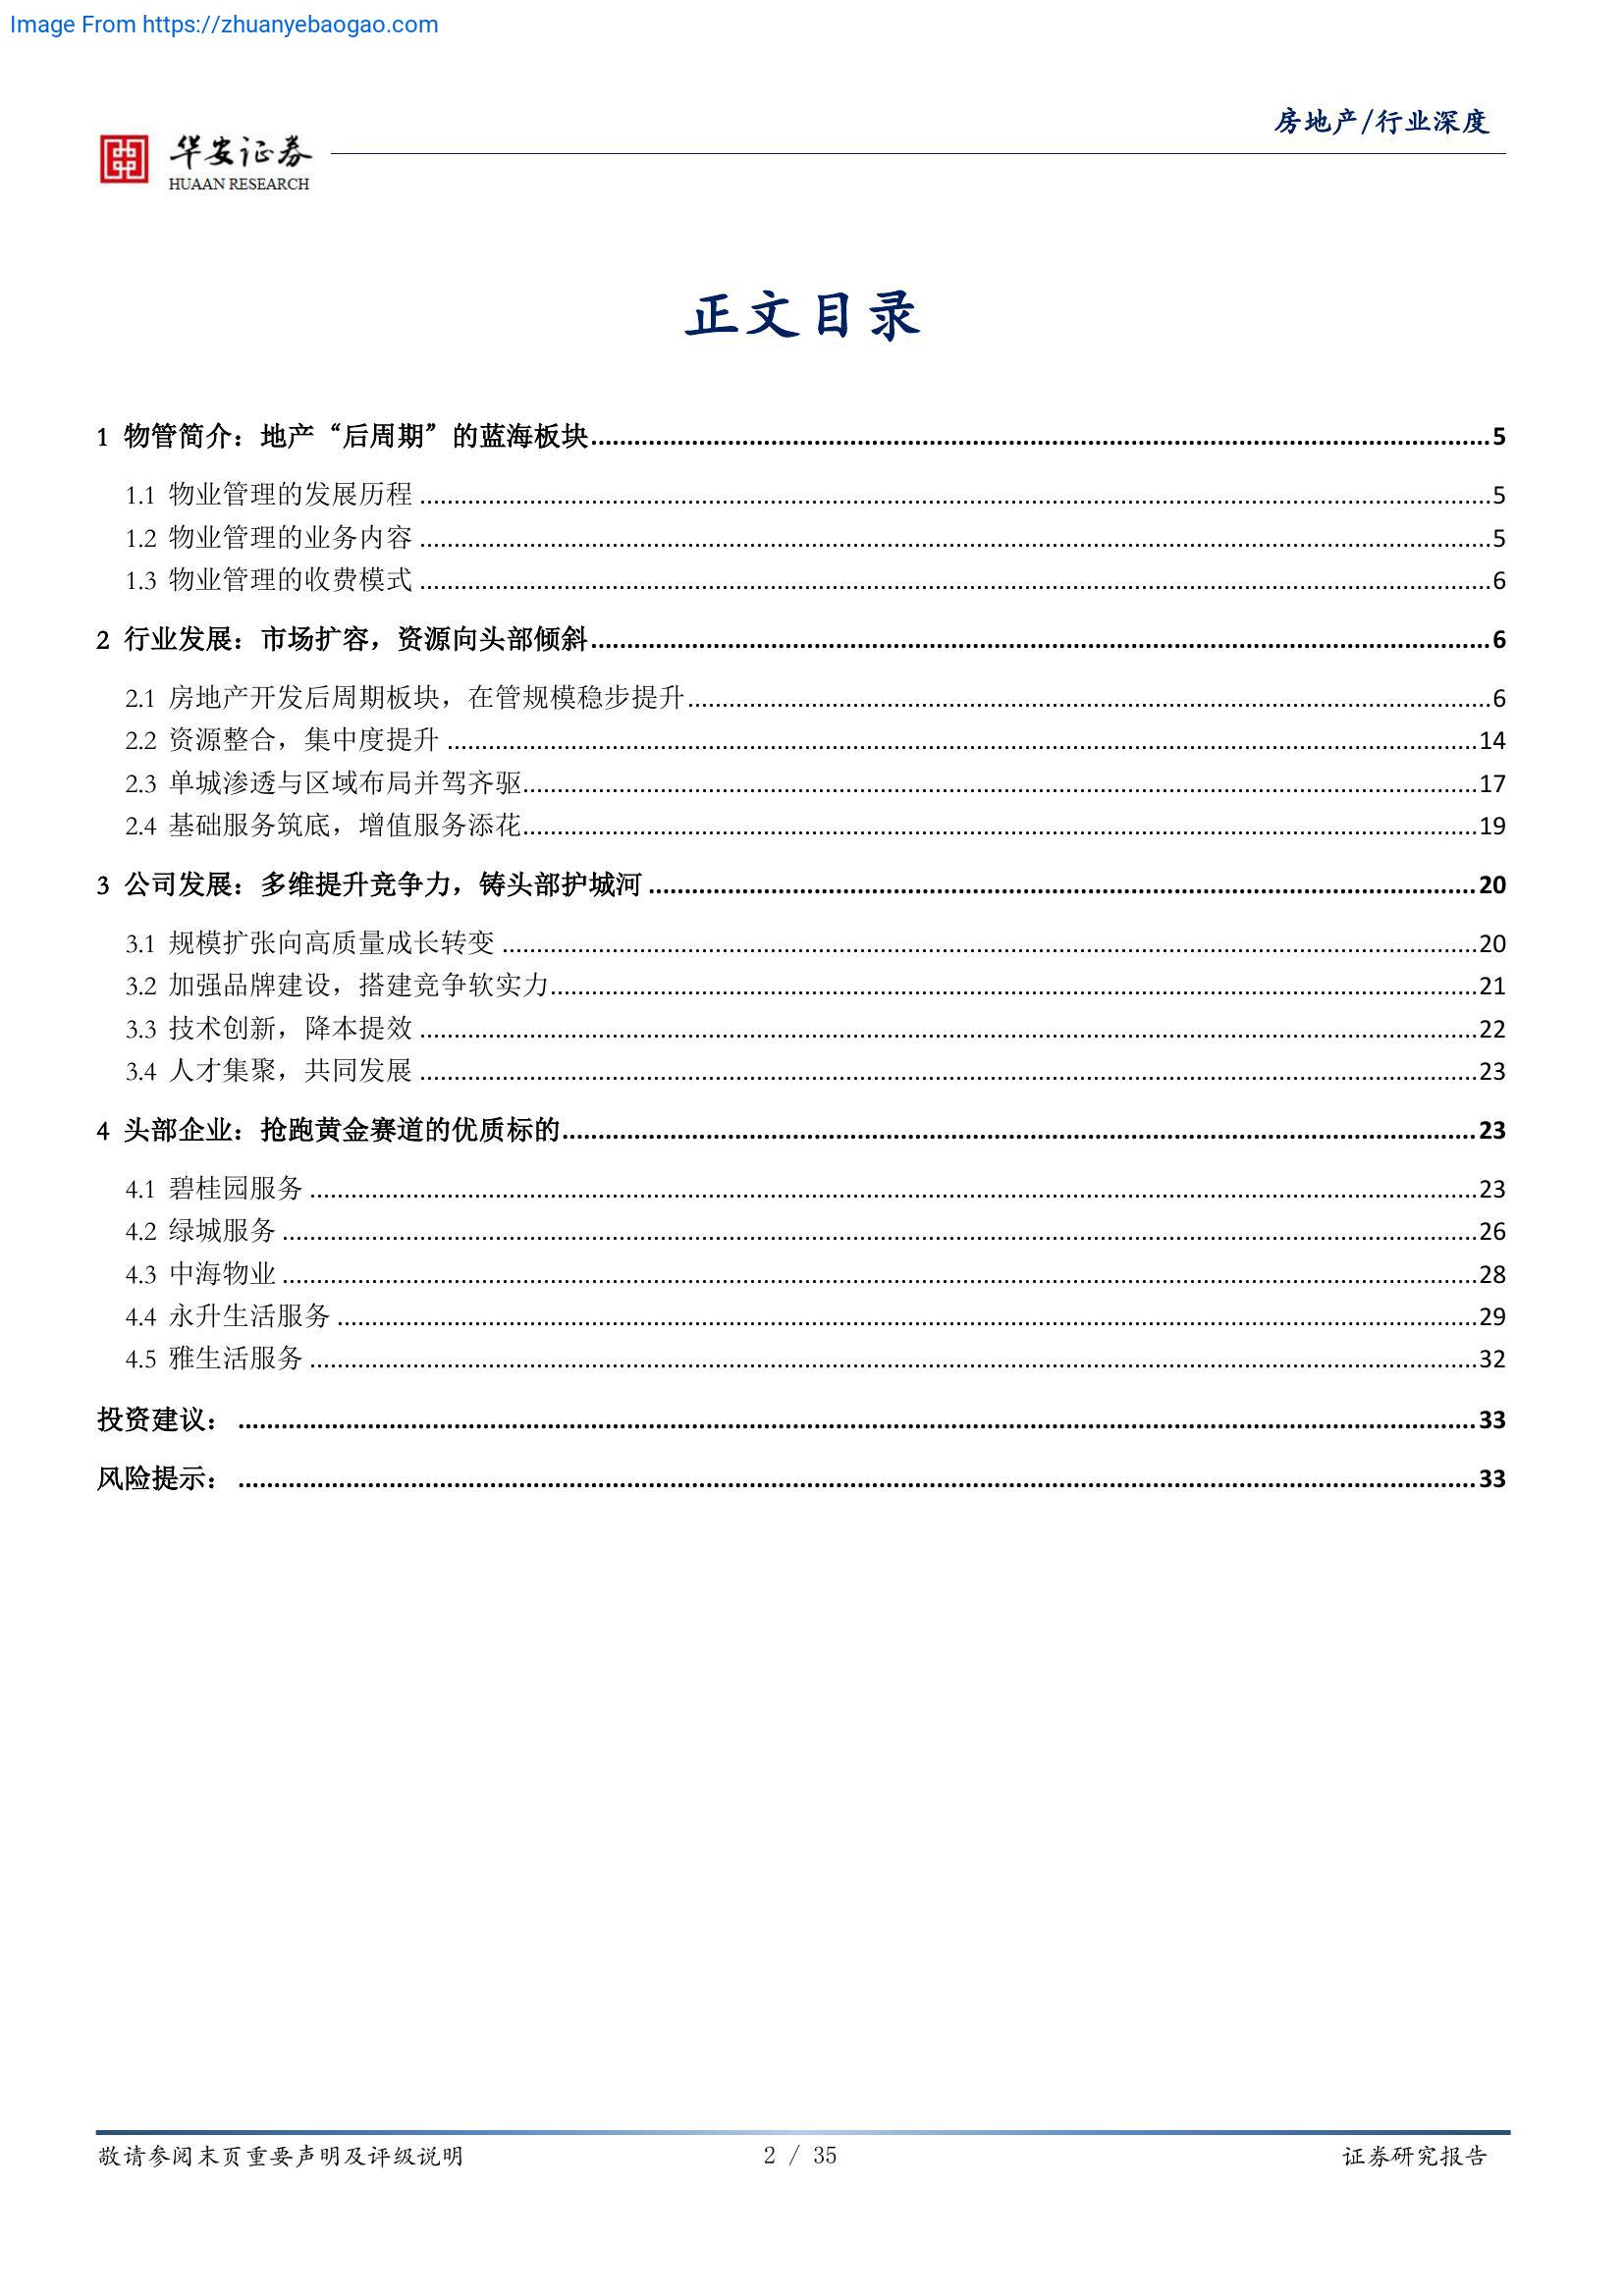 Image From https://zhuanyebaogao.com
房地产/行业深度
华安证券
HUAAN RESEARCH
正文目录
1 物管简介：地产“后周期”的蓝海板块 5
1.1 物业管理的发展历程 5
1.2 物业管理的业务内容 5
1.3 物业管理的收费模式 6
2 行业发展：市场扩容，资源向头部倾斜 6
2.1 房地产开发后周期板块，在管规模稳步提升 6
2.2 资源整合，集中度提升 14
2.3 单城渗透与区域布局并驾齐驱 17
2.4 基础服务筑底，增值服务添花 19
3 公司发展：多维提升竞争力，铸头部护城河 20
3.1 规模扩张向高质量成长转变 20
3.2 加强品牌建设，搭建竞争软实力 21
3.3 技术创新，降本提效 22
3.4 人才集聚，共同发展 23
4 头部企业：抢跑黄金赛道的优质标的 23
4.1 碧桂园服务 23
4.2 绿城服务 26
4.3 中海物业 28
4.4 永升生活服务 29
4.5 雅生活服务 32
投资建议： 33
风险提示： 33
敬请参阅末页重要声明及评级说明 2 / 35 证券研究报告